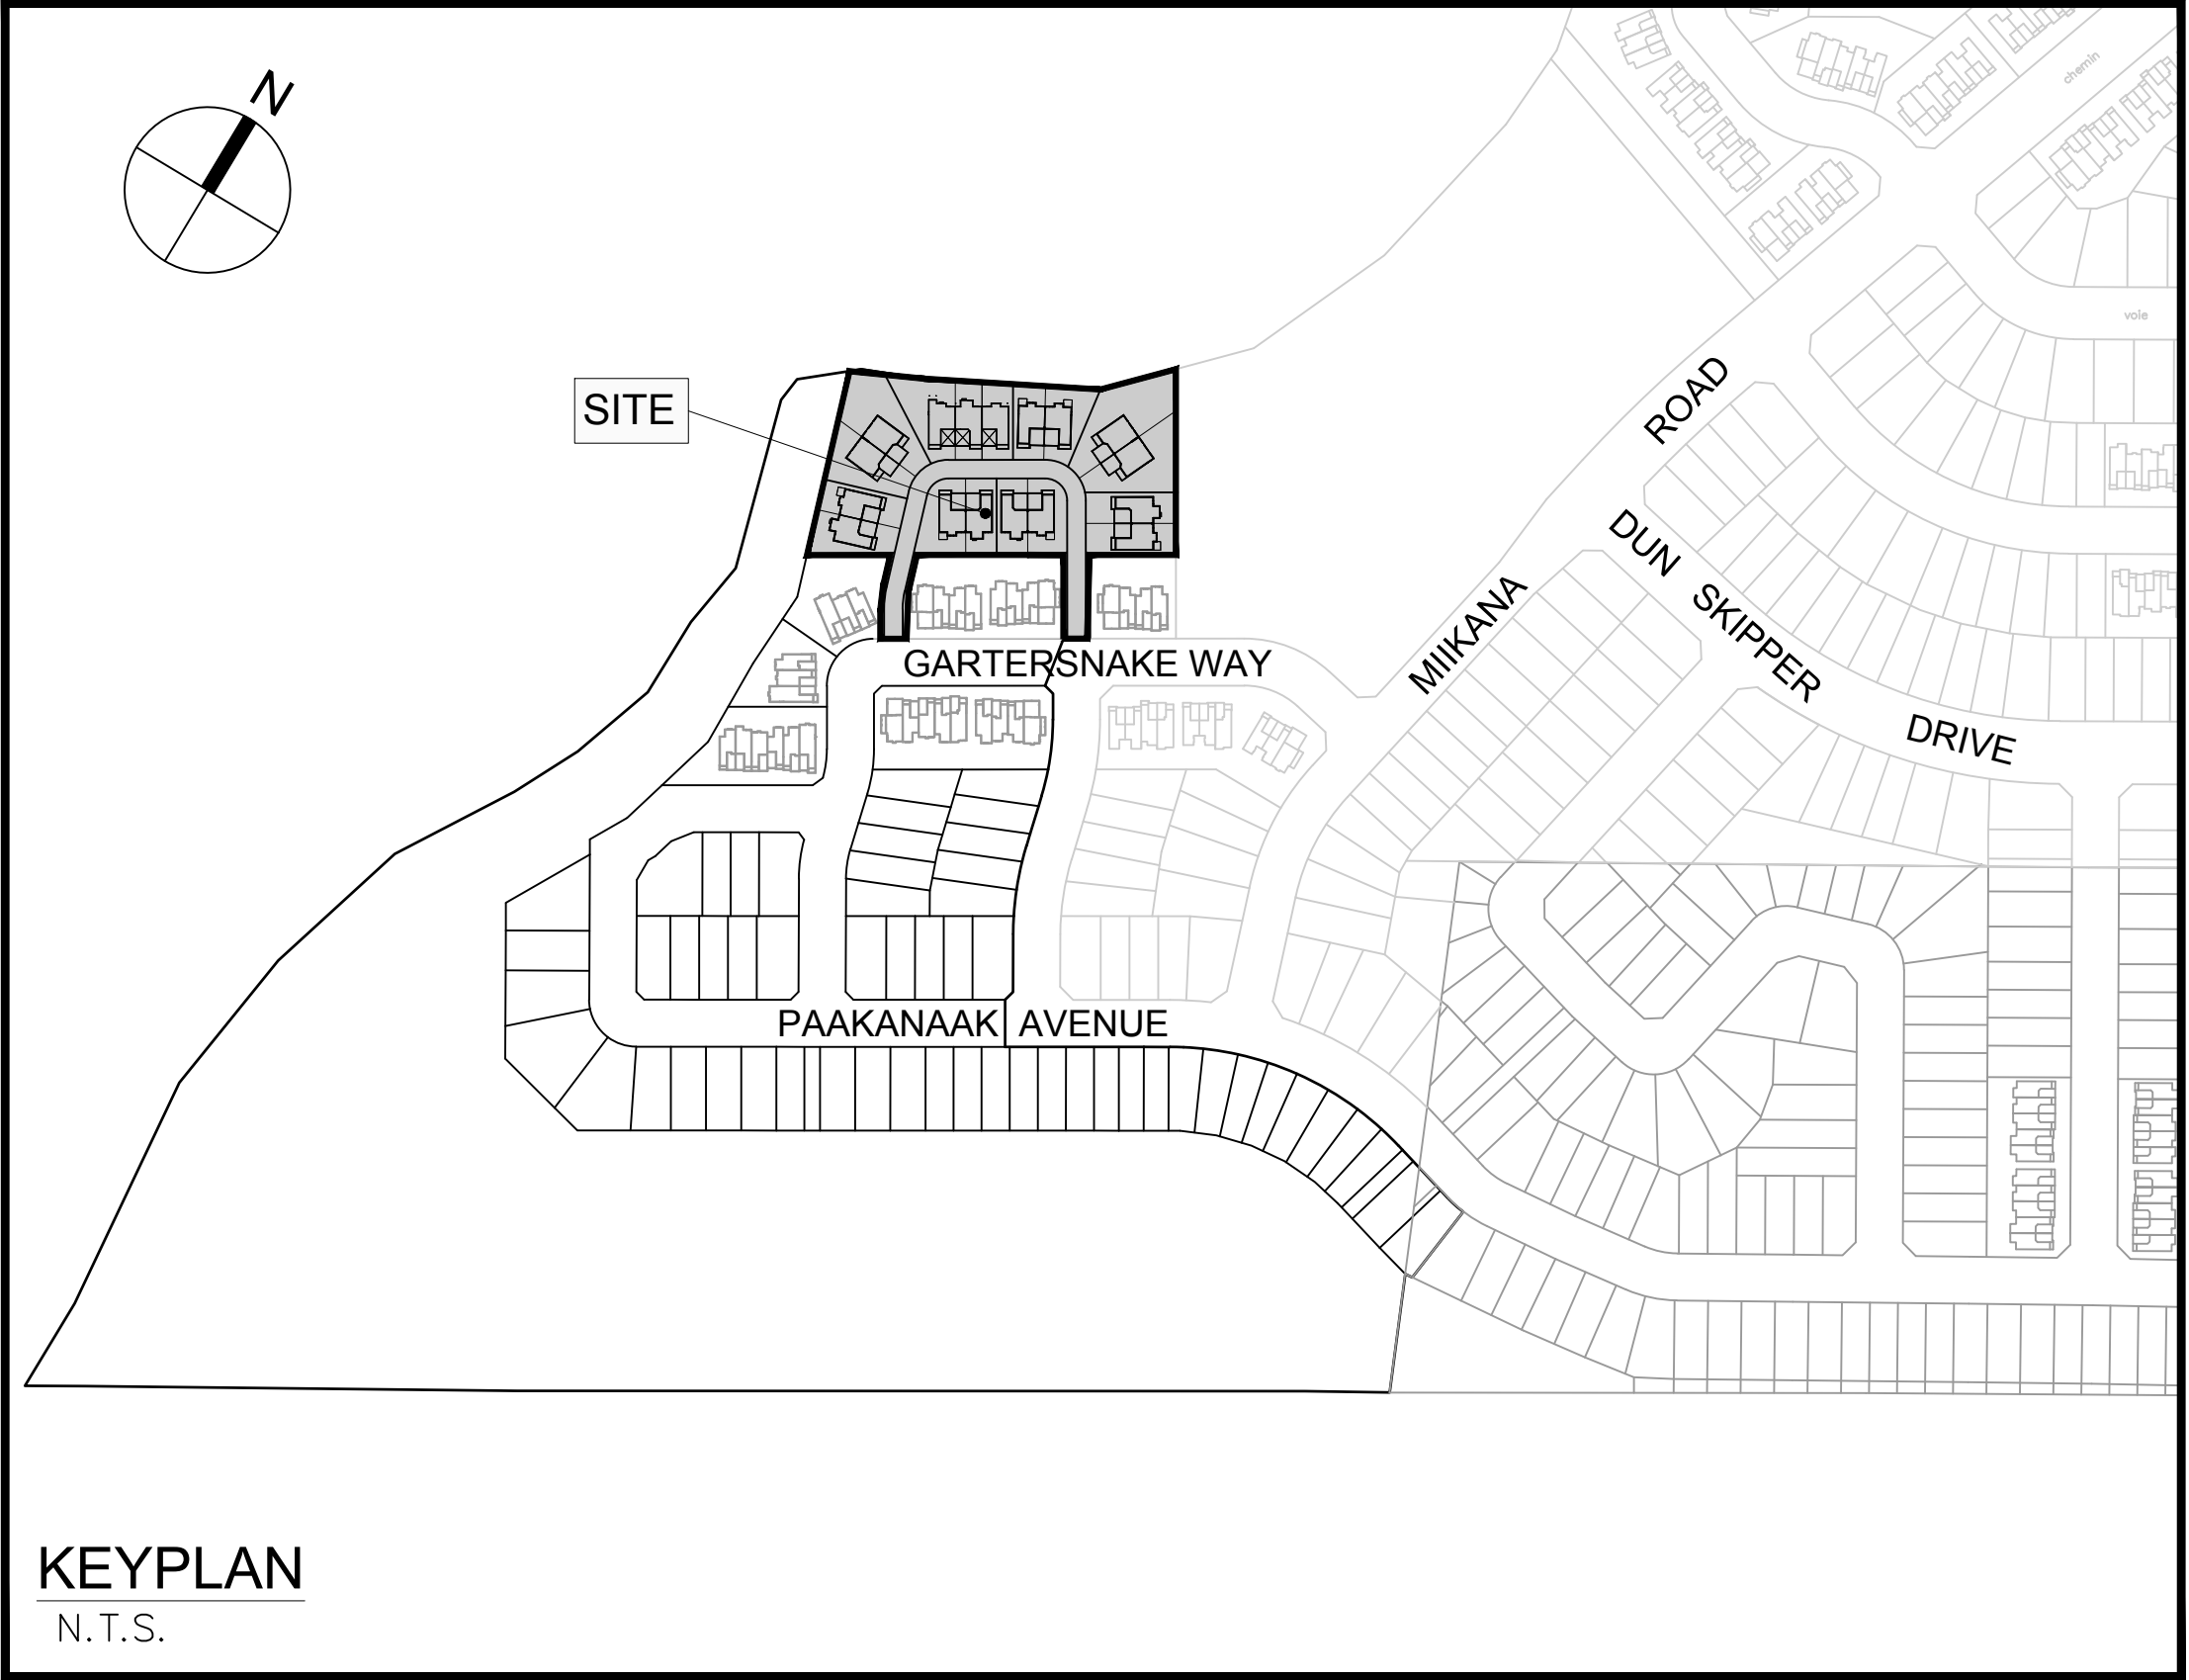 N
chemin
voie
SITE
ROAD
MIIKANA
DUN SKIPPER DRIVE
GARTERSNAKE WAY
PAAKANAAK AVENUE
KEYPLAN
N.T.S.